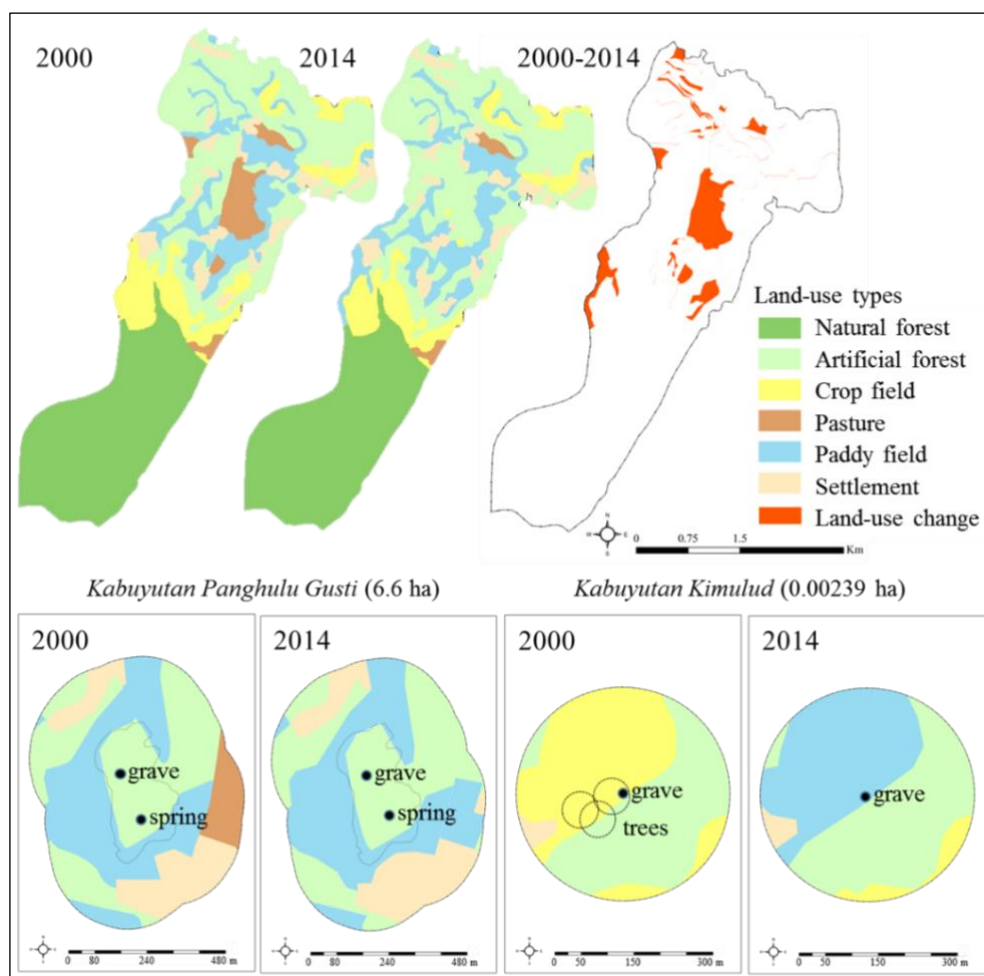 2000
2014
2000-2014
Land-use types
Natural forest
Artificial forest
Crop field
Pasture
Paddy field
Settlement
Land-use change
N
W E
S
0 0.75 1.5
Km
Kabuyutan Panghulu Gusti (6.6 ha)
Kabuyutan Kimulud (0.00239 ha)
2000
grave
spring
0 80 240 480 m
2014
grave
spring
0 80 240 480 m
2000
grave
trees
0 50 150 300 m
2014
grave
0 50 150 300 m